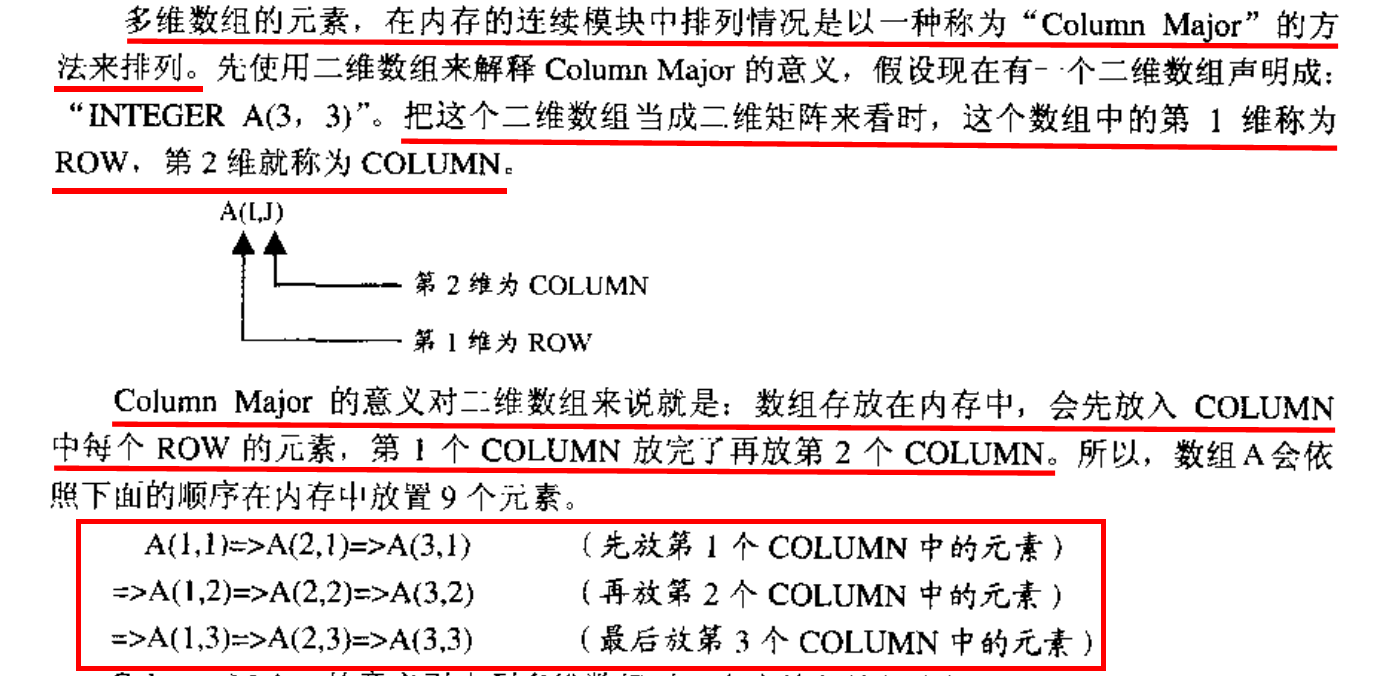 多维数组的元素，在内存的连续模块中排列情况是以一种称为“Column Major”的方
法来排列。先使用二维数组来解释 Column Major 的意义，假设现在有一个二维数组声明成：
“INTEGER A(3，3)”。把这个二维数组当成二维矩阵来看时，这个数组中的第 1 维称为
ROW，第 2 维就称为 COLUMN。
A(I,J)
第 2 维为 COLUMN
第 1 维为 ROW
Column Major 的意义对二维数组来说就是：数组存放在内存中，会先放入 COLUMN
中每个 ROW 的元素，第 1 个 COLUMN 放完了再放第 2 个 COLUMN。所以，数组 A 会依
照下面的顺序在内存中放置 9 个元素。
A(1,1)=>A(2,1)=>A(3,1) （先放第 1 个 COLUMN 中的元素）
=>A(1,2)=>A(2,2)=>A(3,2) （再放第 2 个 COLUMN 中的元素）
=>A(1,3)=>A(2,3)=>A(3,3) （最后放第 3 个 COLUMN 中的元素）